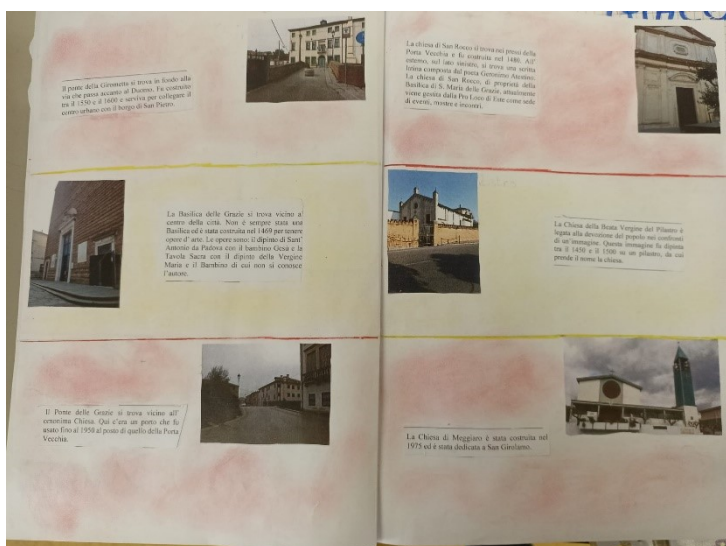 Il ponte della Girometta si trova in fondo alla
via che passa accanto al Duomo. Fu costruito
tra il 1550 e il 1600 e serviva per collegare il
centro urbano con il borgo di San Pietro.
La chiesa di San Rocco si trova nei pressi della
Porta Vecchia e fu costruita nel 1486. All'
esterno, nel lato sinistro, si trova una scritta
latina composta dal poeta Geronimo Atestino.
La chiesa di San Rocco, di proprietà della
Basilica di S. Maria delle Grazie, attualmente
viene gestita dalla Pro Loco di Este come sede
di eventi, mostre e incontri.
La Basilica delle Grazie si trova vicino al
centro della città. Non è sempre stata una
Basilica ed è stata costruita nel 1469 per tenere
opere d' arte. Le opere sono: il dipinto di Sant'
Antonio da Padova con il bambino Gesù e la
Tavola Sacra con il dipinto della Vergine
Maria e il Bambino di cui non si conosce
l'autore.
La Chiesa della Beata Vergine del Pilastro è
legata alla devozione del popolo nei confronti
di un'immagine. Questa immagine fu dipinta
tra il 1450 e il 1500 su un pilastro, da cui
prende il nome la chiesa.
Il Ponte delle Grazie si trova vicino all'
omonima Chiesa. Qui c'era un porto che fu
usato fino al 1950 al posto di quello della Porta
Vecchia.
La Chiesa di Meggiaro è stata costruita nel
1975 ed è stata dedicata a San Girolamo.